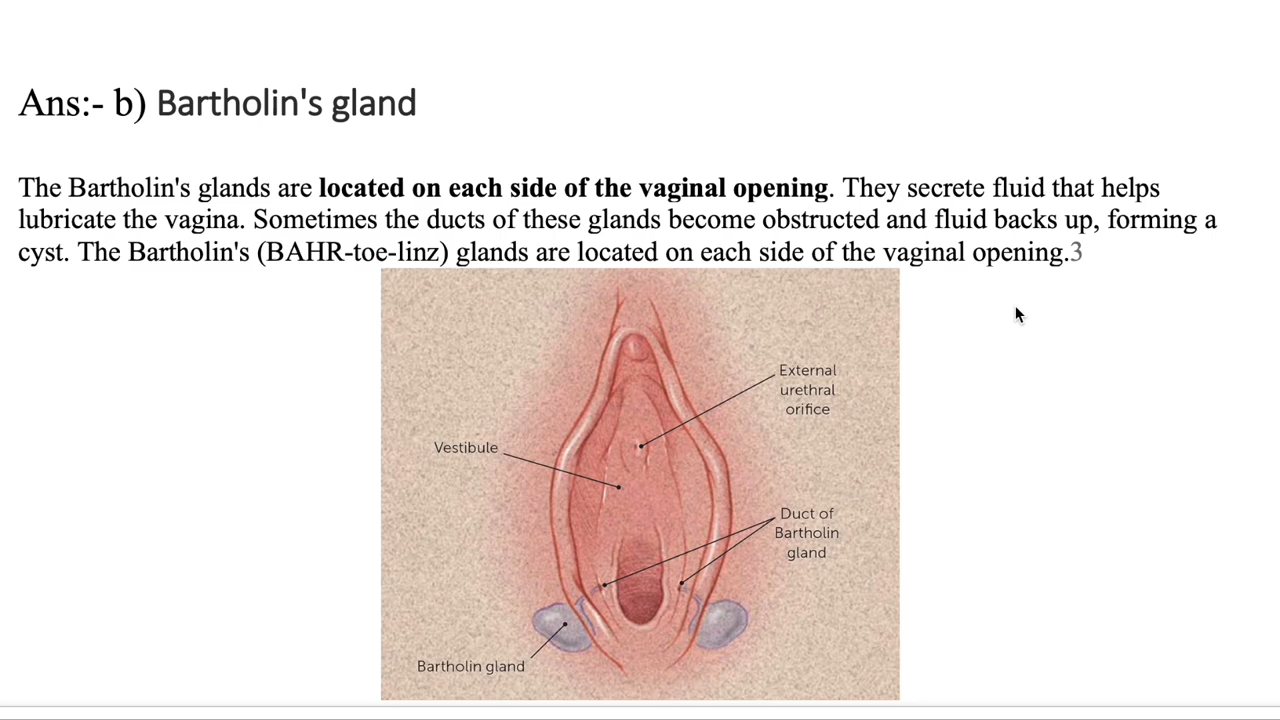 Ans:- b) Bartholin's gland
The Bartholin's glands are located on each side of the vaginal opening. They secrete fluid that helps
lubricate the vagina. Sometimes the ducts of these glands become obstructed and fluid backs up, forming a
cyst. The Bartholin's (BAHR-toe-linz) glands are located on each side of the vaginal opening.3
External
urethral
orifice
Vestibule
Duct of
Bartholin
gland
Bartholin gland